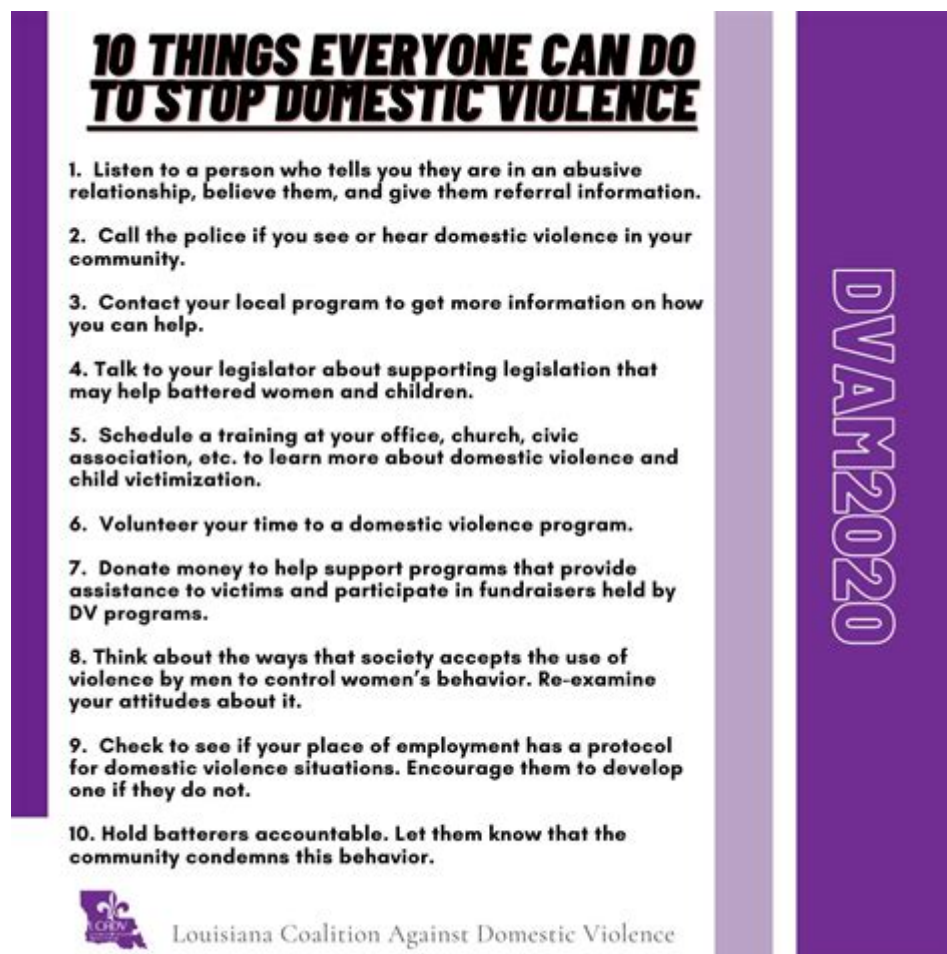 10 THINGS EVERYONE CAN DO
TO STOP DOMESTIC VIOLENCE
1. Listen to a person who tells you they are in an abusive
relationship, believe them, and give them referral information.
2. Call the police if you see or hear domestic violence in your
community.
3. Contact your local program to get more information on how
you can help.
4. Talk to your legislator about supporting legislation that
may help battered women and children.
5. Schedule a training at your office, church, civic
association, etc. to learn more about domestic violence and
child victimization.
6. Volunteer your time to a domestic violence program.
7. Donate money to help support programs that provide
assistance to victims and participate in fundraisers held by
DV programs.
8. Think about the ways that society accepts the use of
violence by men to control women's behavior. Re-examine
your attitudes about it.
9. Check to see if your place of employment has a protocol
for domestic violence situations. Encourage them to develop
one if they do not.
10. Hold batterers accountable. Let them know that the
community condemns this behavior.
LCADV
Louisiana Coalition Against Domestic Violence
DVAM2020